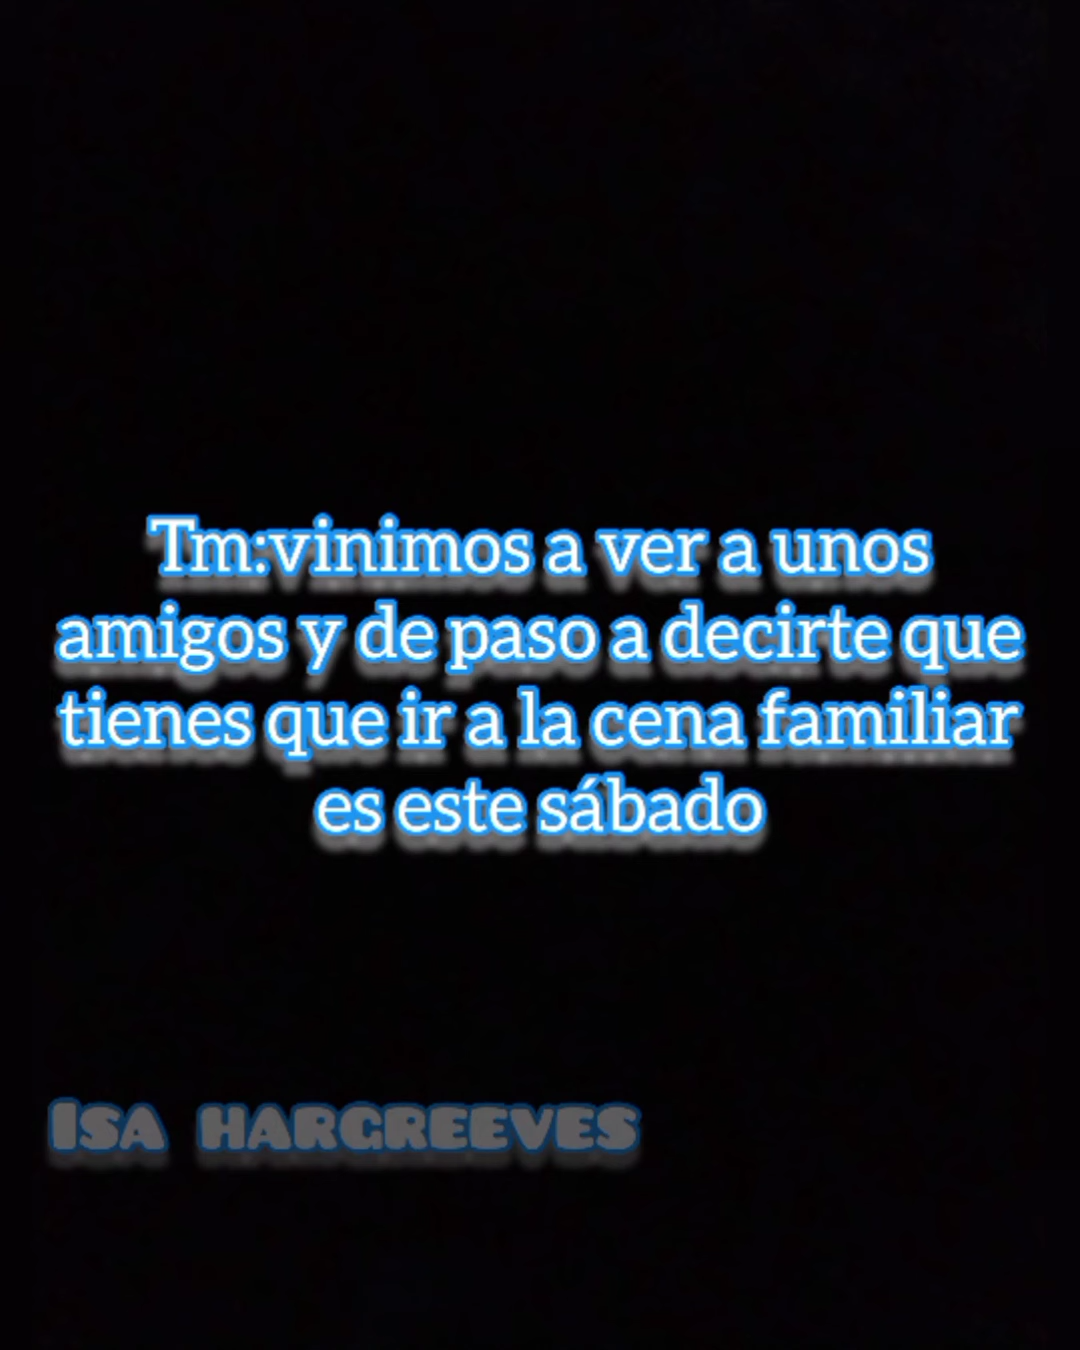 Tm:vinimos a ver a unos
amigos y de paso a decirte que
tienes que ir a la cena familiar
es este sábado
Isa hargreeves